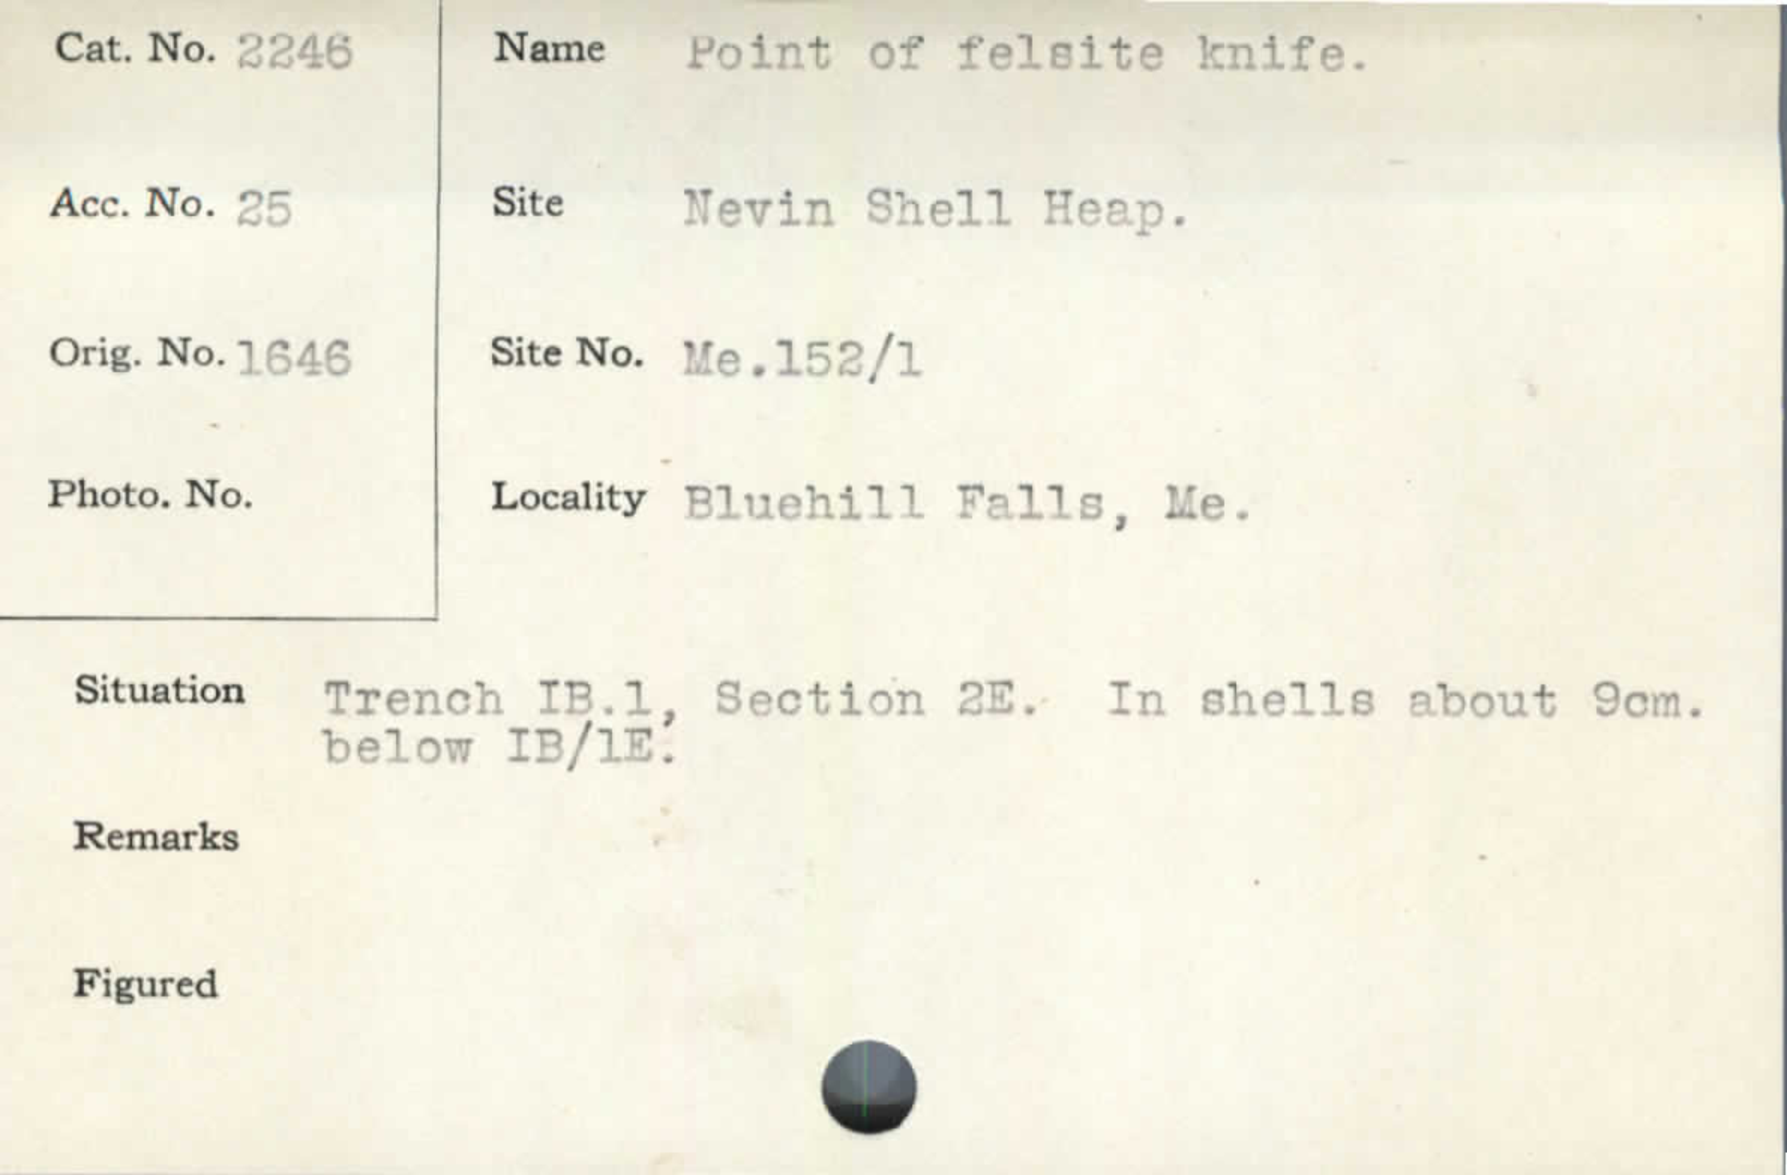 Cat. No. 2246
Name Point of felsite knife.
Acc. No. 25
Site Nevin Shell Heap.
Orig. No. 1646
Site No. Me.152/1
Photo. No.
Locality Bluehill Falls, Me.
Situation Trench IB.1, Section 2E. In shells about 9cm.
below IB/1E.
Remarks
Figured